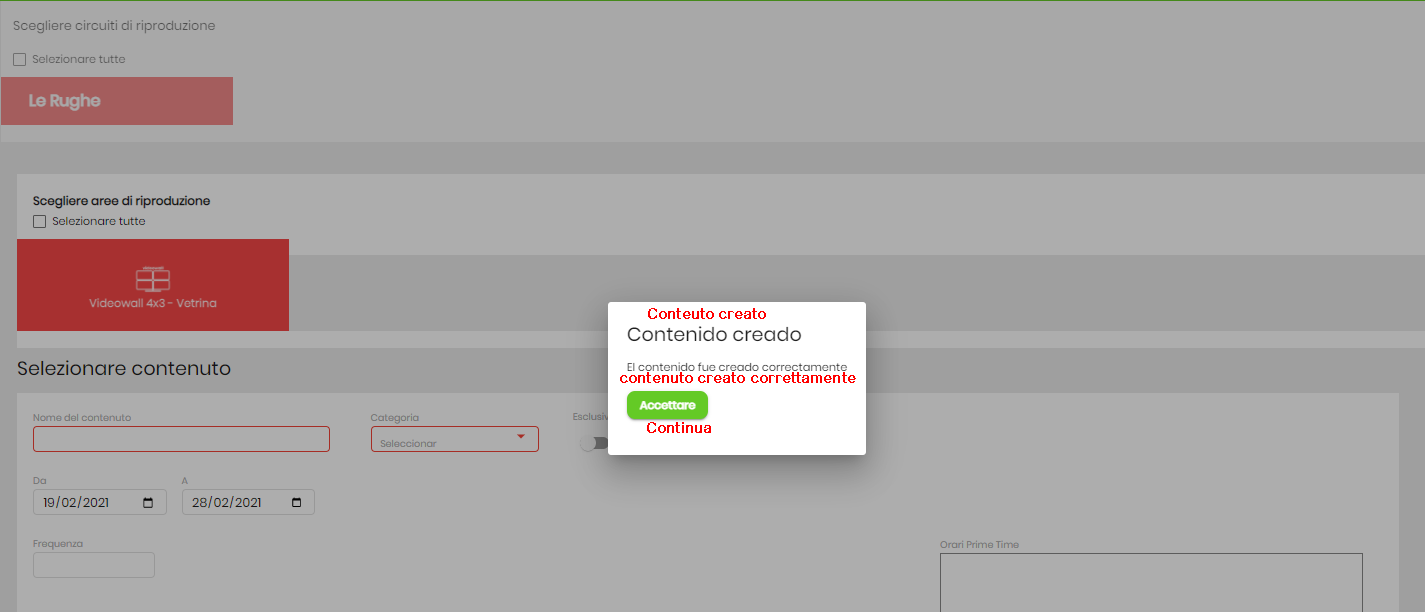 Scegliere circuiti di riproduzione
Selezionare tutte
Le Rughe
Scegliere aree di riproduzione
Selezionare tutte
Videowall 4x3 - Vetrina
Conteuto creato
Contenido creado
El contenido fue creado correctamente
contenuto creato correttamente
Accettare
Continua
Selezionare contenuto
Nome del contenuto
Categoria
Esclusiv
Seleccionar
Da
A
19/02/2021
28/02/2021
Frequenza
Orari Prime Time